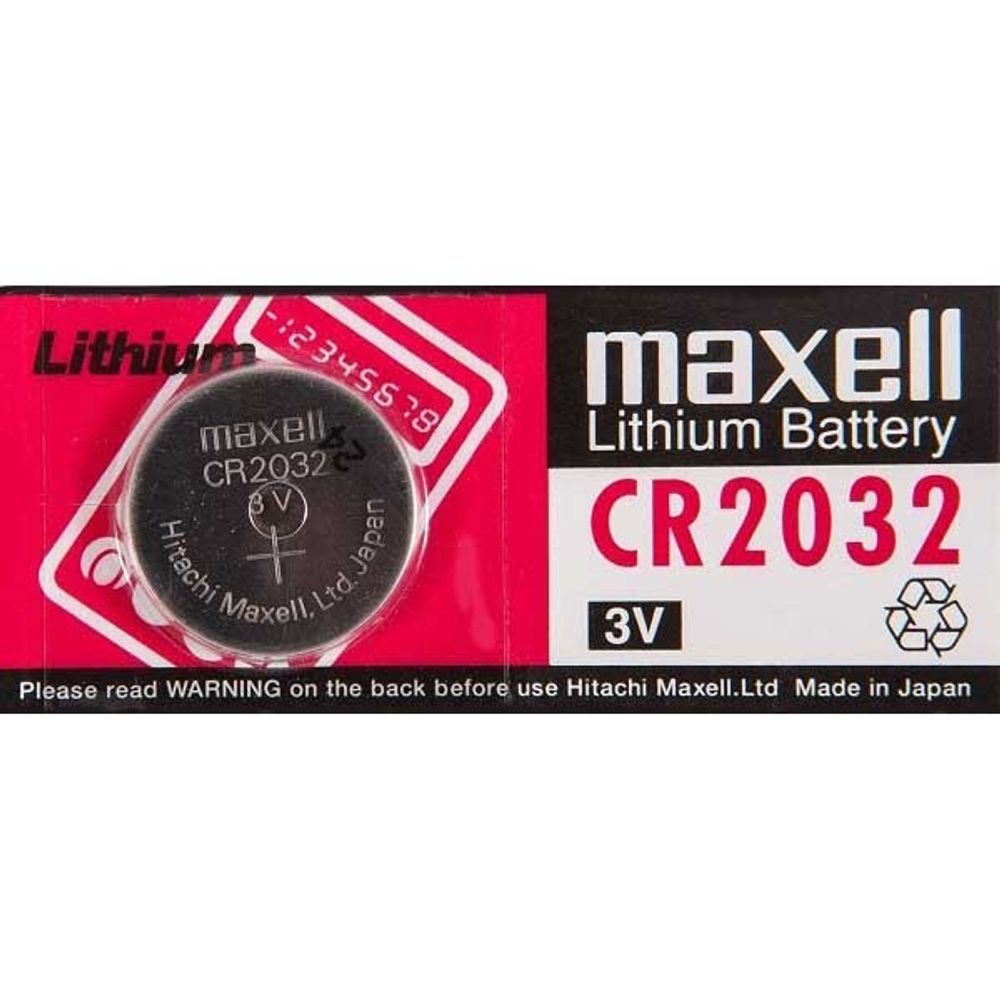 Lithium
-12345678
maxell
CR2032
3V
Hitachi Maxell, Ltd. Japan
maxell
Lithium Battery
CR2032
3V
Please read WARNING on the back before use Hitachi Maxell.Ltd Made in Japan